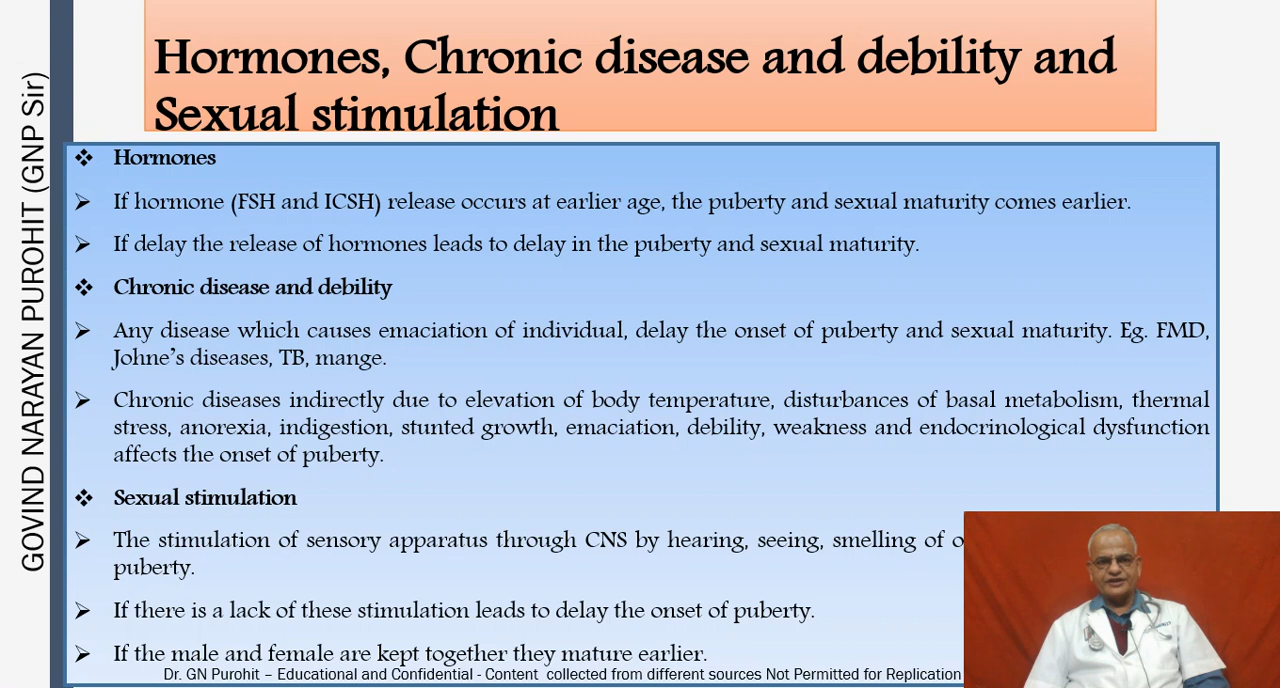 Hormones, Chronic disease and debility and
Sexual stimulation
GOVIND NARAYAN PUROHIT (GNP Sir)
❖ Hormones
➢ If hormone (FSH and ICSH) release occurs at earlier age, the puberty and sexual maturity comes earlier.
➢ If delay the release of hormones leads to delay in the puberty and sexual maturity.
❖ Chronic disease and debility
➢ Any disease which causes emaciation of individual, delay the onset of puberty and sexual maturity. Eg. FMD,
Johne’s diseases, TB, mange.
➢ Chronic diseases indirectly due to elevation of body temperature, disturbances of basal metabolism, thermal
stress, anorexia, indigestion, stunted growth, emaciation, debility, weakness and endocrinological dysfunction
affects the onset of puberty.
❖ Sexual stimulation
➢ The stimulation of sensory apparatus through CNS by hearing, seeing, smelling of
puberty.
➢ If there is a lack of these stimulation leads to delay the onset of puberty.
➢ If the male and female are kept together they mature earlier.
Dr. GN Purohit – Educational and Confidential - Content collected from different sources Not Permitted for Replication